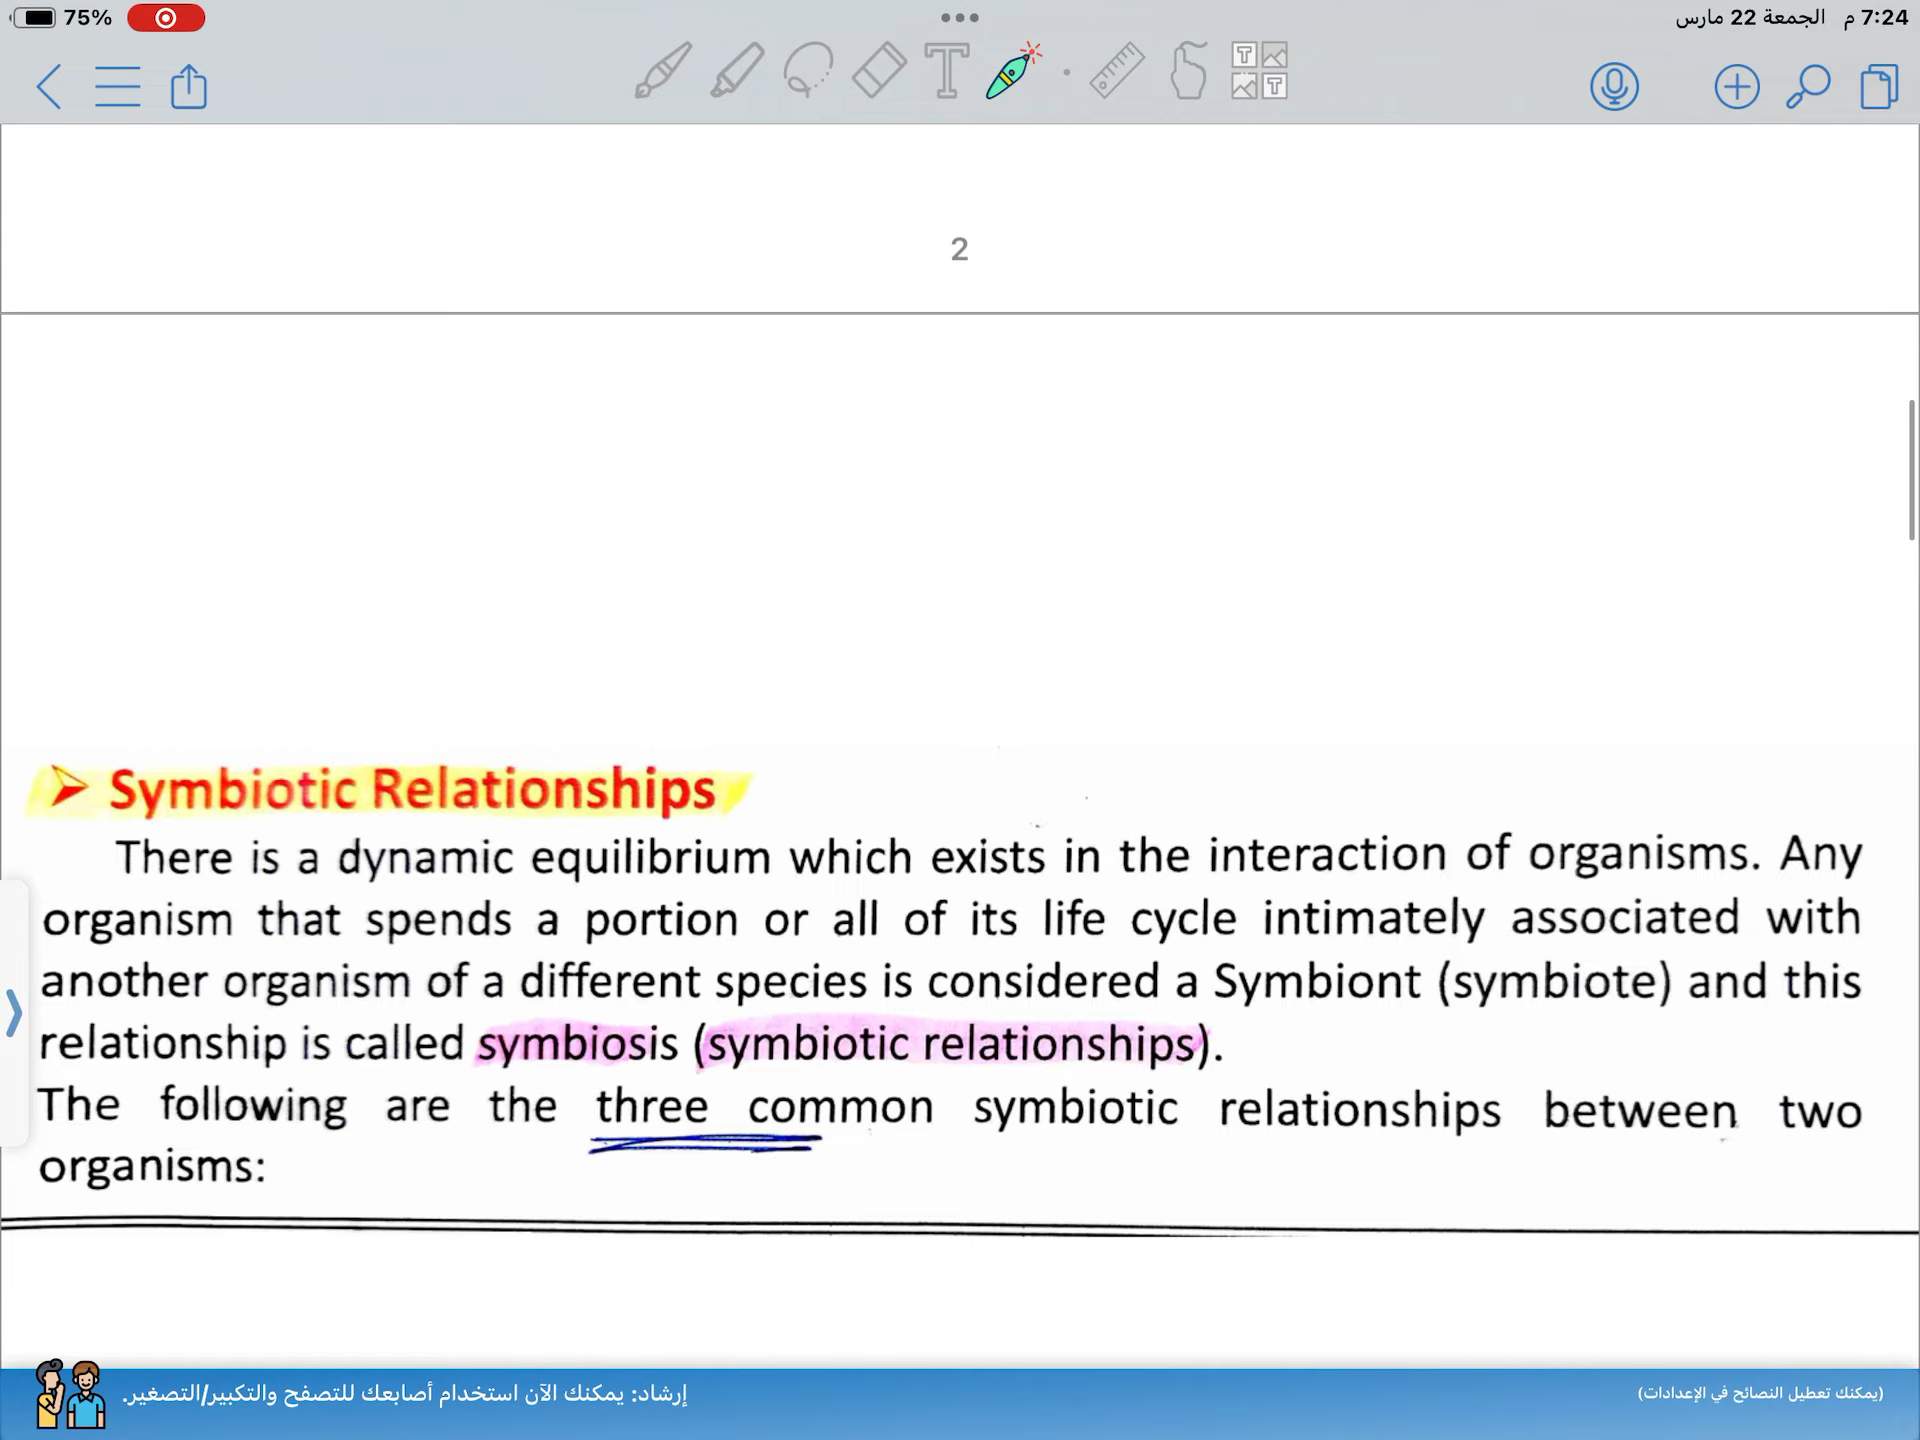 75%
7:24 م الجمعة 22 مارس
2
Symbiotic Relationships
There is a dynamic equilibrium which exists in the interaction of organisms. Any
organism that spends a portion or all of its life cycle intimately associated with
another organism of a different species is considered a Symbiont (symbiote) and this
relationship is called symbiosis (symbiotic relationships).
The following are the three common symbiotic relationships between two
organisms:
إرشاد: يمكنك الآن استخدام أصابعك للتصفح والتكبير/التصغير.
(يمكنك تعطيل النصائح في الإعدادات)